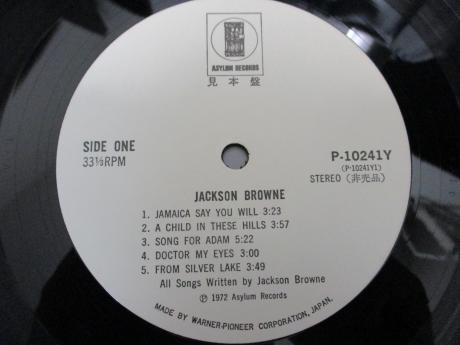 ASYLUM RECORDS
見本盤
SIDE ONE
33⅓RPM
P-10241Y
(P-10241Y1)
STEREO (非売品)
JACKSON BROWNE
1. JAMAICA SAY YOU WILL 3:23
2. A CHILD IN THESE HILLS 3:57
3. SONG FOR ADAM 5:22
4. DOCTOR MY EYES 3:00
5. FROM SILVER LAKE 3:49
All Songs Written by Jackson Browne
Ⓟ 1972 Asylum Records
MADE BY WARNER-PIONEER CORPORATION, JAPAN.